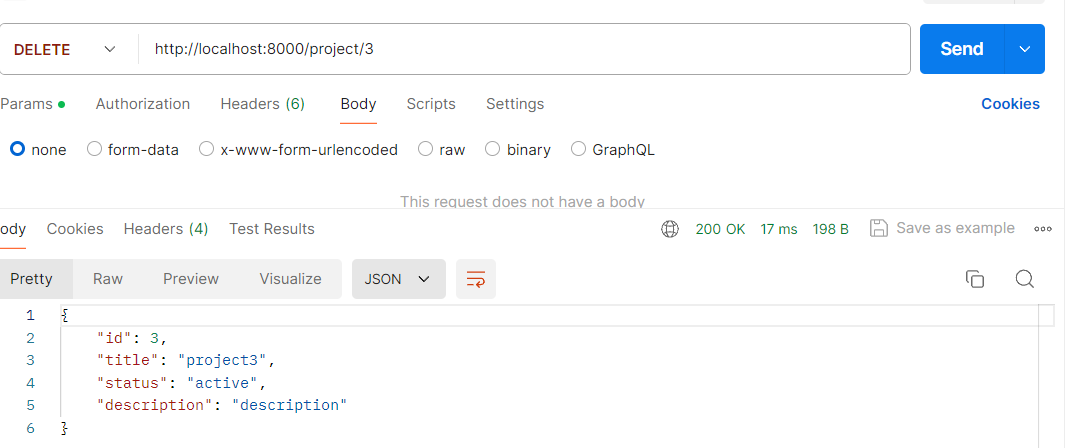 DELETE http://localhost:8000/project/3 Send
Params Authorization Headers (6) Body Scripts Settings Cookies
none form-data x-www-form-urlencoded raw binary GraphQL
This request does not have a body
ody Cookies Headers (4) Test Results 200 OK 17 ms 198 B Save as example
Pretty Raw Preview Visualize JSON
1 {
2 "id": 3,
3 "title": "project3",
4 "status": "active",
5 "description": "description"
6 }